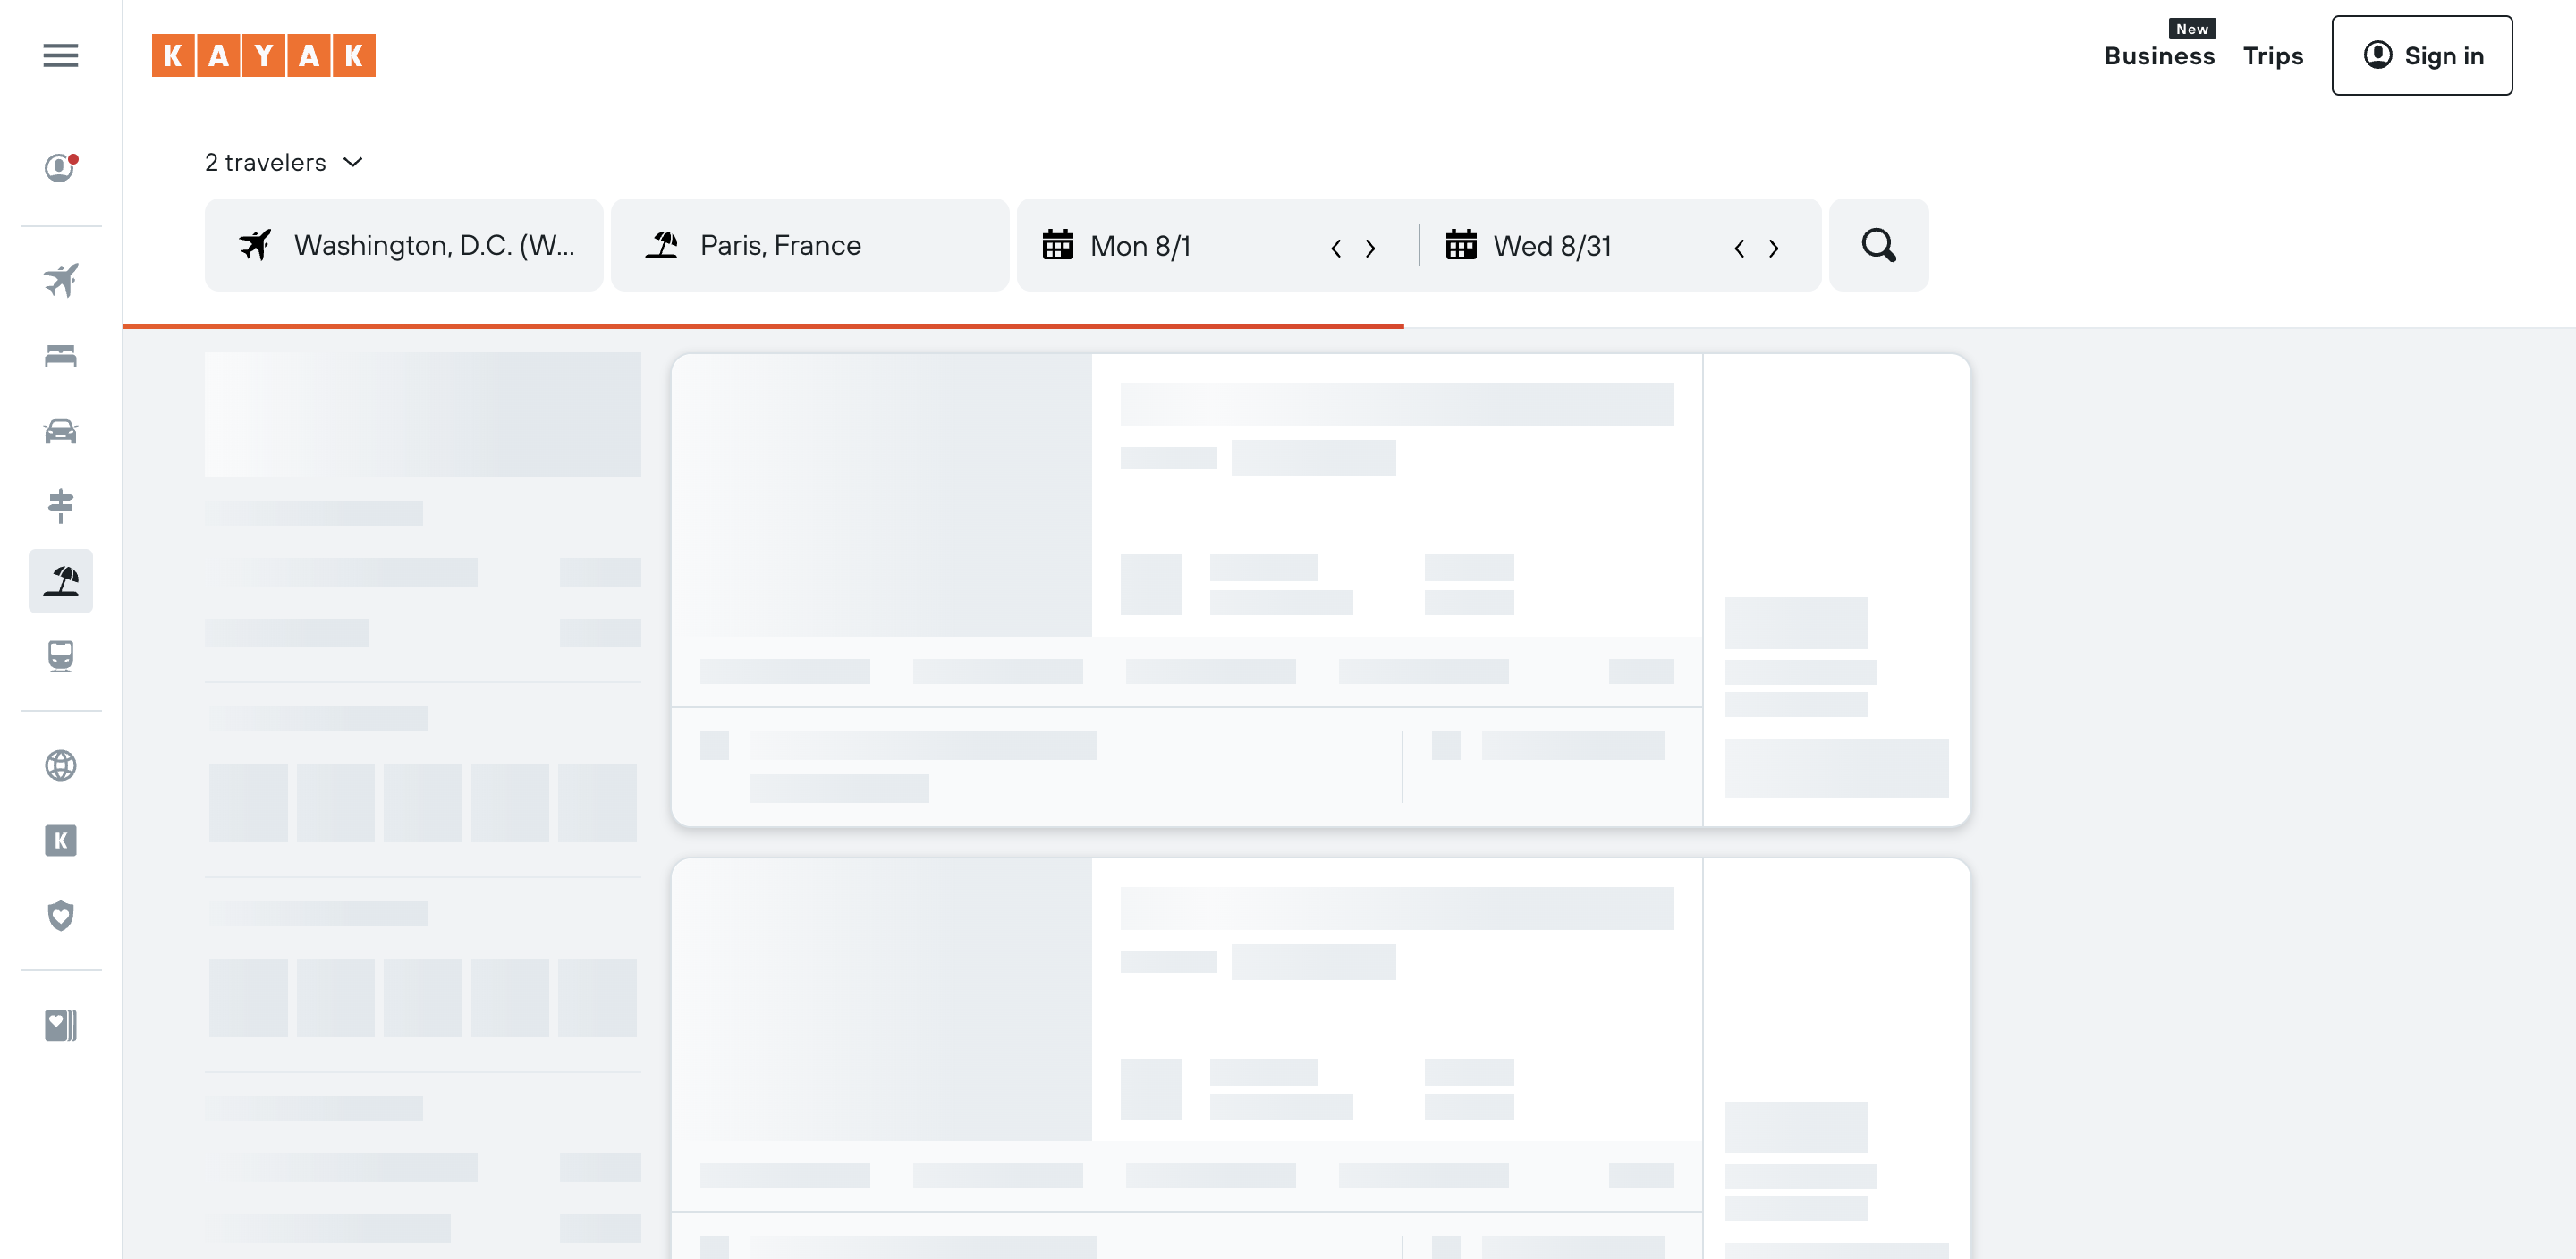 KAYAK
New
Business Trips Sign in
2 travelers
Washington, D.C. (W... Paris, France Mon 8/1 Wed 8/31
K